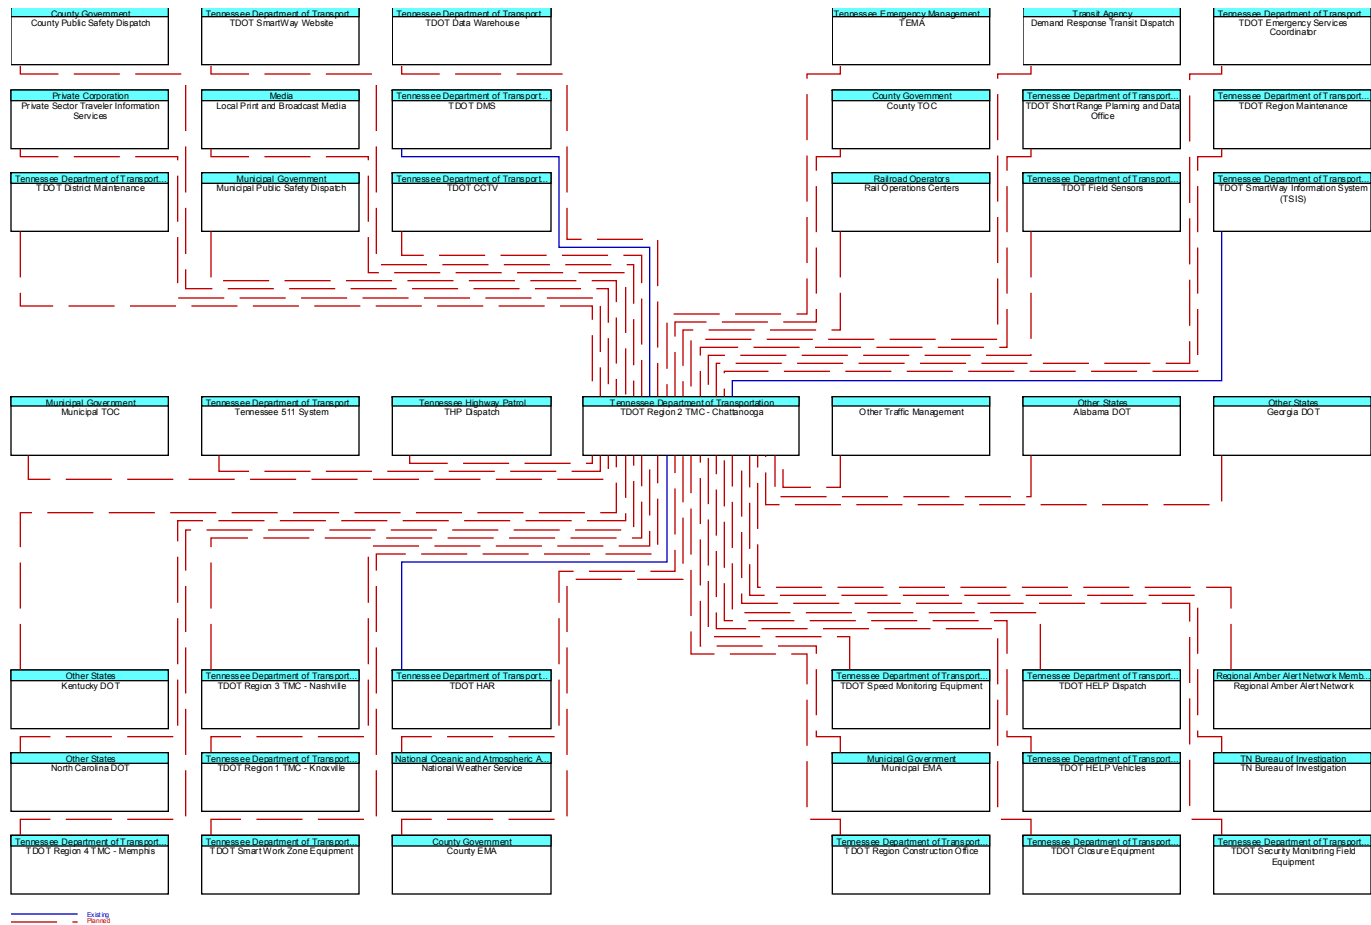 County Government
County Public Safety Dispatch
Tennessee Department of Transport...
TDOT SmartWay Website
Tennessee Department of Transport...
TDOT Data Warehouse
Tennessee Emergency Management...
TEMA
Transit Agency
Demand Response Transit Dispatch
Tennessee Department of Transport...
TDOT Emergency Services
Coordinator
Private Corporation
Private Sector Traveler Information
Services
Media
Local Print and Broadcast Media
Tennessee Department of Transport...
TDOT DMS
County Government
County TOC
Tennessee Department of Transport...
TDOT Short Range Planning and Data
Office
Tennessee Department of Transport...
TDOT Region Maintenance
Tennessee Department of Transport...
TDOT District Maintenance
Municipal Government
Municipal Public Safety Dispatch
Tennessee Department of Transport...
TDOT CCTV
Railroad Operators
Rail Operations Centers
Tennessee Department of Transport...
TDOT Field Sensors
Tennessee Department of Transport...
TDOT SmartWay Information System
(TSIS)
Municipal Government
Municipal TOC
Tennessee Department of Transport...
Tennessee 511 System
Tennessee Highway Patrol
THP Dispatch
Tennessee Department of Transportation
TDOT Region 2 TMC - Chattanooga
Other Traffic Management
Other States
Alabama DOT
Other States
Georgia DOT
Other States
Kentucky DOT
Tennessee Department of Transport...
TDOT Region 3 TMC - Nashville
Tennessee Department of Transport...
TDOT HAR
Tennessee Department of Transport...
TDOT Speed Monitoring Equipment
Tennessee Department of Transport...
TDOT HELP Dispatch
Regional Amber Alert Network Memb...
Regional Amber Alert Network
Other States
North Carolina DOT
Tennessee Department of Transport...
TDOT Region 1 TMC - Knoxville
National Oceanic and Atmospheric A...
National Weather Service
Municipal Government
Municipal EMA
Tennessee Department of Transport...
TDOT HELP Vehicles
TN Bureau of Investigation
TN Bureau of Investigation
Tennessee Department of Transport...
TDOT Region 4 TMC - Memphis
Tennessee Department of Transport...
TDOT Smart Work Zone Equipment
County Government
County EMA
Tennessee Department of Transport...
TDOT Region Construction Office
Tennessee Department of Transport...
TDOT Closure Equipment
Tennessee Department of Transport...
TDOT Security Monitoring Field
Equipment
Existing
Planned